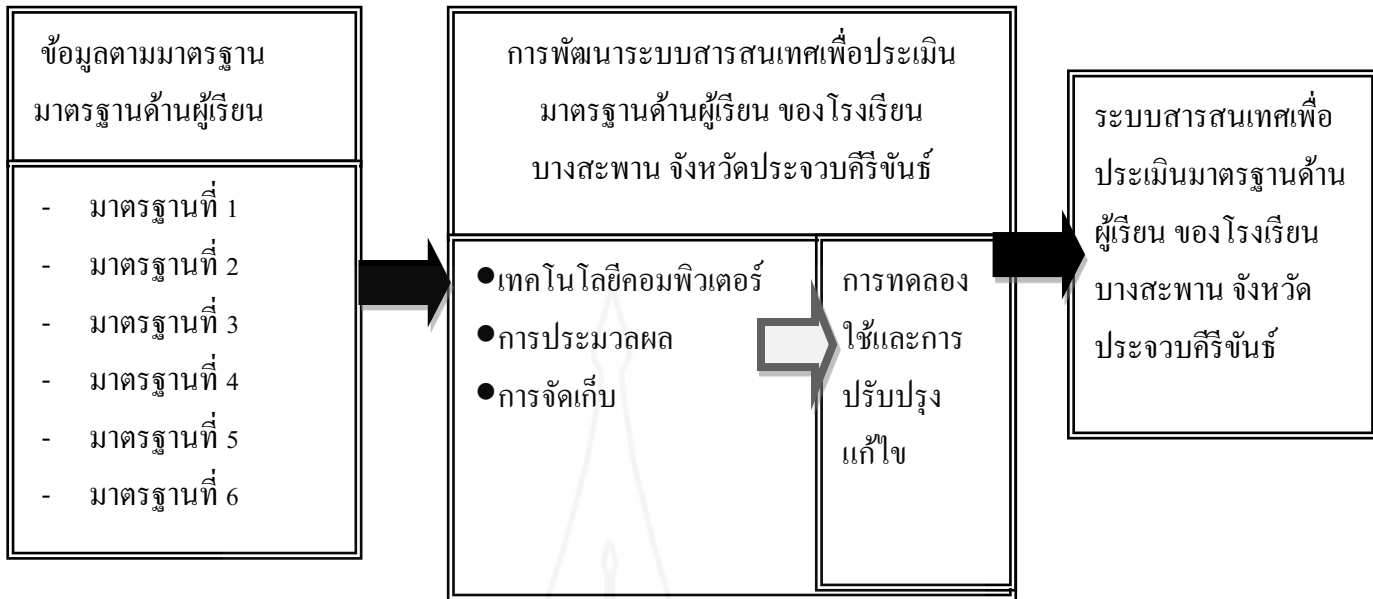 ข้อมูลตามมาตรฐาน
มาตรฐานด้านผู้เรียน
- มาตรฐานที่ 1
- มาตรฐานที่ 2
- มาตรฐานที่ 3
- มาตรฐานที่ 4
- มาตรฐานที่ 5
- มาตรฐานที่ 6
การพัฒนาระบบสารสนเทศเพื่อประเมิน
มาตรฐานด้านผู้เรียน ของโรงเรียน
บางสะพาน จังหวัดประจวบคีรีขันธ์
●เทคโนโลยีคอมพิวเตอร์
●การประมวลผล
●การจัดเก็บ
การทดลอง
ใช้และการ
ปรับปรุง
แก้ไข
ระบบสารสนเทศเพื่อ
ประเมินมาตรฐานด้าน
ผู้เรียน ของโรงเรียน
บางสะพาน จังหวัด
ประจวบคีรีขันธ์